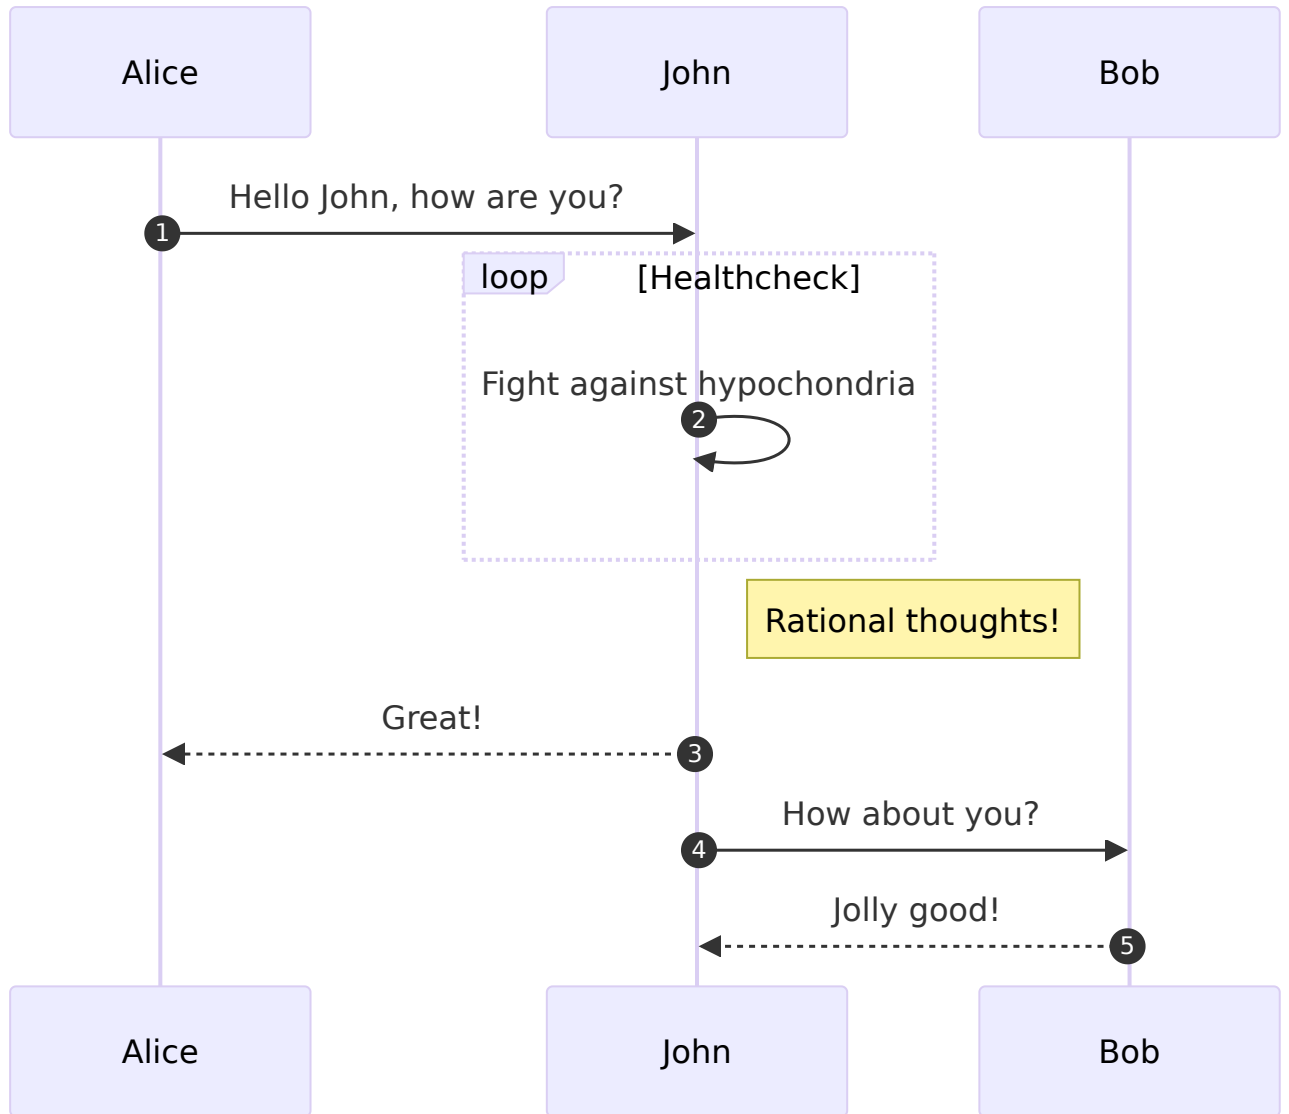 Alice
John
Bob
Hello John, how are you?
1
loop
[Healthcheck]
Fight against hypochondria
2
Rational thoughts!
Great!
3
How about you?
4
Jolly good!
5
Alice
John
Bob